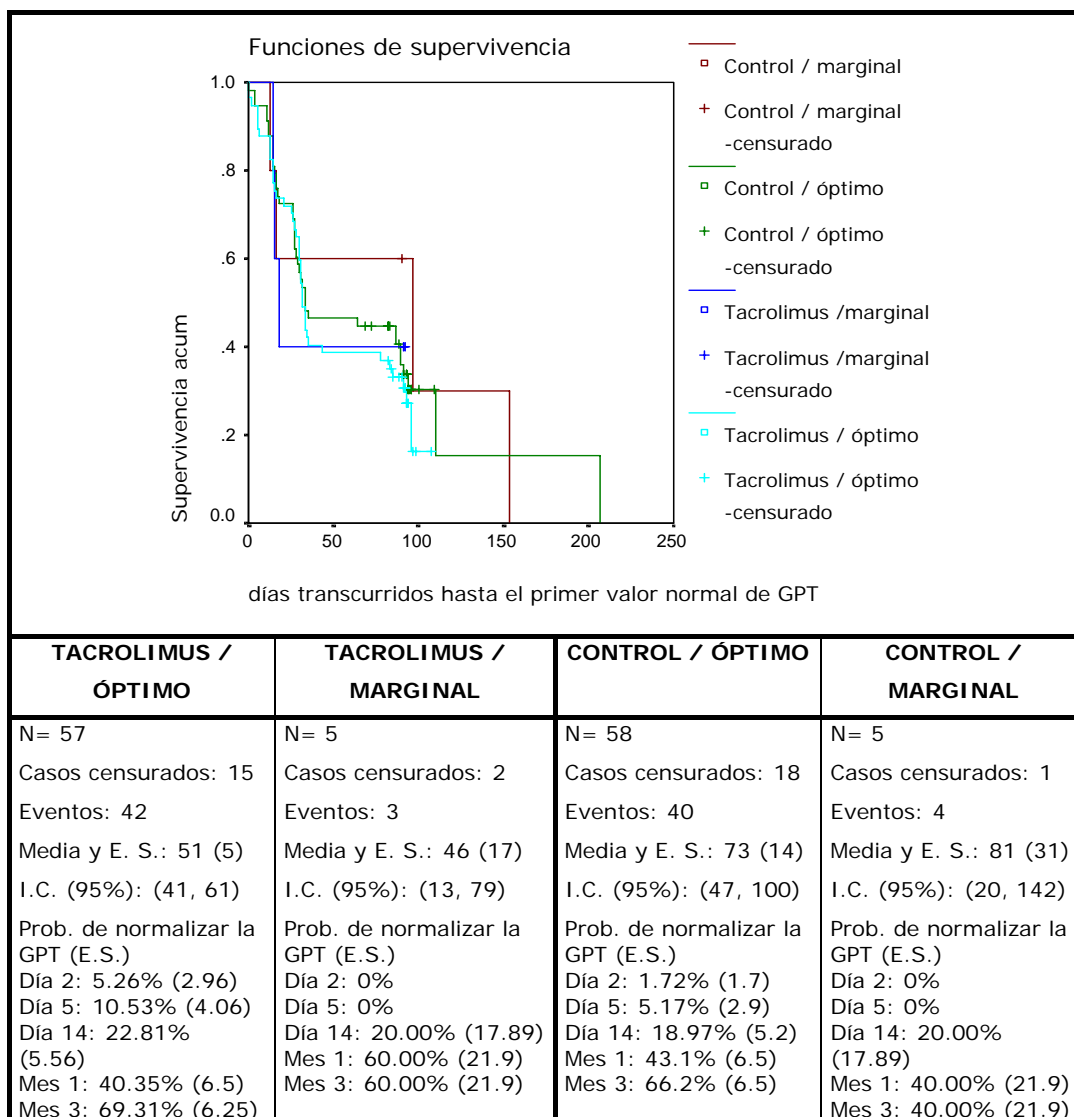 Funciones de supervivencia
Supervivencia acum
1.0
.8
.6
.4
.2
0.0
0
50
100
150
200
250
días transcurridos hasta el primer valor normal de GPT
Control / marginal
Control / marginal
-censurado
Control / óptimo
Control / óptimo
-censurado
Tacrolimus /marginal
Tacrolimus /marginal
-censurado
Tacrolimus / óptimo
Tacrolimus / óptimo
-censurado
TACROLIMUS /
ÓPTIMO
TACROLIMUS /
MARGINAL
CONTROL / ÓPTIMO
CONTROL /
MARGINAL
N= 57
Casos censurados: 15
Eventos: 42
Media y E. S.: 51 (5)
I.C. (95%): (41, 61)
Prob. de normalizar la
GPT (E.S.)
Día 2: 5.26% (2.96)
Día 5: 10.53% (4.06)
Día 14: 22.81%
(5.56)
Mes 1: 40.35% (6.5)
Mes 3: 69.31% (6.25)
N= 5
Casos censurados: 2
Eventos: 3
Media y E. S.: 46 (17)
I.C. (95%): (13, 79)
Prob. de normalizar la
GPT (E.S.)
Día 2: 0%
Día 5: 0%
Día 14: 20.00% (17.89)
Mes 1: 60.00% (21.9)
Mes 3: 60.00% (21.9)
N= 58
Casos censurados: 18
Eventos: 40
Media y E. S.: 73 (14)
I.C. (95%): (47, 100)
Prob. de normalizar la
GPT (E.S.)
Día 2: 1.72% (1.7)
Día 5: 5.17% (2.9)
Día 14: 18.97% (5.2)
Mes 1: 43.1% (6.5)
Mes 3: 66.2% (6.5)
N= 5
Casos censurados: 1
Eventos: 4
Media y E. S.: 81 (31)
I.C. (95%): (20, 142)
Prob. de normalizar la
GPT (E.S.)
Día 2: 0%
Día 5: 0%
Día 14: 20.00%
(17.89)
Mes 1: 40.00% (21.9)
Mes 3: 40.00% (21.9)